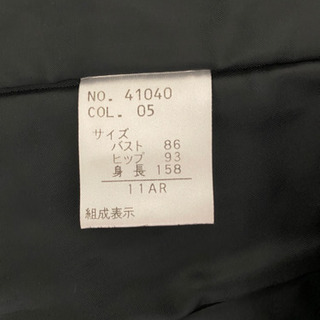 NO. 41040
COL. 05
サイズ
バスト 86
ヒップ 93
身長 158
11AR
組成表示